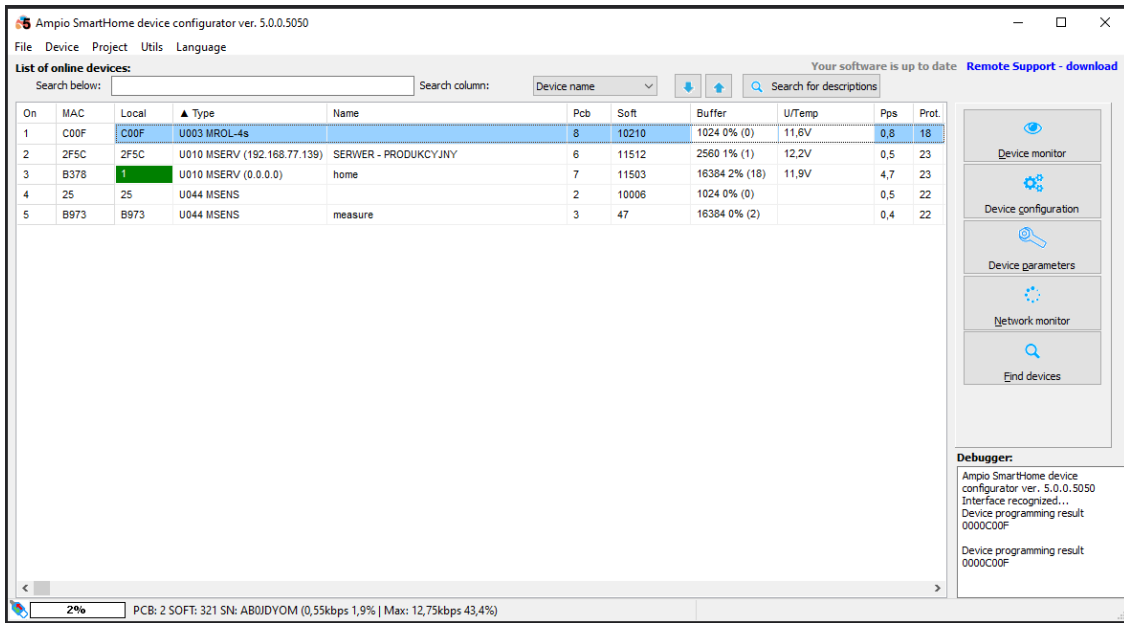 Ampio SmartHome device configurator ver. 5.0.0.5050
File Device Project Utils Language
List of online devices:
Your software is up to date Remote Support - download
Search below: Search column: Device name Search for descriptions
On MAC Local ▲ Type Name Pcb Soft Buffer U/Temp Pps Prot.
1 C00F C00F U003 MROL-4s 8 10210 1024 0% (0) 11,6V 0,8 18
2 2F5C 2F5C U010 MSERV (192.168.77.139) SERWER - PRODUKCYJNY 6 11512 2560 1% (1) 12,2V 0,5 23
3 B378 1 U010 MSERV (0.0.0.0) home 7 11503 16384 2% (18) 11,9V 4,7 23
4 25 25 U044 MSENS 2 10006 1024 0% (0) 0,5 22
5 B973 B973 U044 MSENS measure 3 47 16384 0% (2) 0,4 22
Device monitor
Device configuration
Device parameters
Network monitor
Find devices
Debugger:
Ampio SmartHome device
configurator ver. 5.0.0.5050
Interface recognized...
Device programming result
0000C00F
Device programming result
0000C00F
2% PCB: 2 SOFT: 321 SN: AB0JDYOM (0,55kbps 1,9% | Max: 12,75kbps 43,4%)